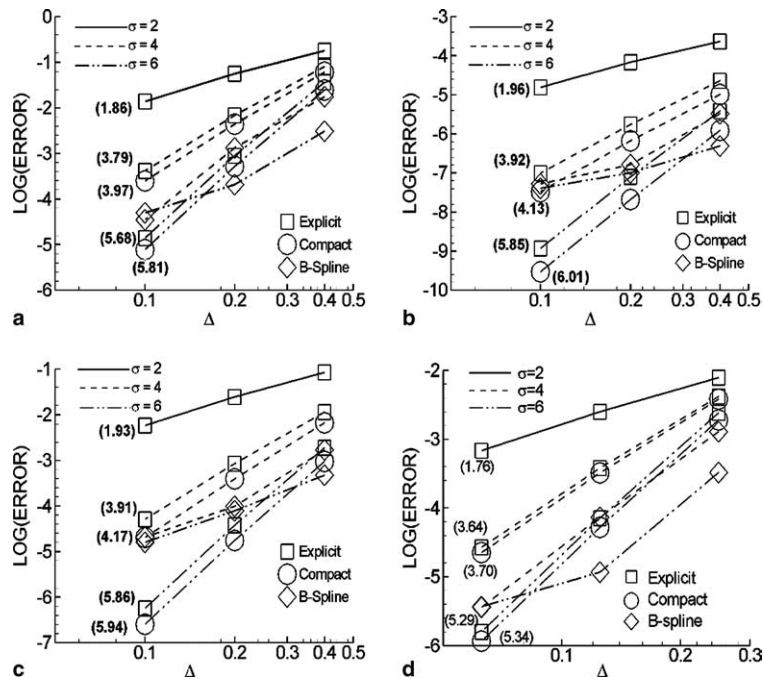 σ= 2
σ= 4
σ= 6
0
-1
-2
-3
-4
-5
-6
LOG(ERROR)
(1.86)
(3.79)
(3.97)
(5.68)
(5.81)
Explicit
Compact
B-Spline
0.1 0.2 0.3 0.4 0.5
Δ
a
σ= 2
σ= 4
σ= 6
-3
-4
-5
-6
-7
-8
-9
-10
LOG(ERROR)
(1.96)
(3.92)
(4.13)
(5.85)
(6.01)
Explicit
Compact
B-Spline
0.1 0.2 0.3 0.4 0.5
Δ
b
σ= 2
σ= 4
σ= 6
-1
-2
-3
-4
-5
-6
-7
LOG(ERROR)
(1.93)
(3.91)
(4.17)
(5.86)
(5.94)
Explicit
Compact
B-Spline
0.1 0.2 0.3 0.4 0.5
Δ
c
σ=2
σ=4
σ=6
-2
-3
-4
-5
-6
LOG(ERROR)
(1.76)
(3.64)
(3.70)
(5.29)
(5.34)
Explicit
Compact
B-spline
0.1 0.2 0.3
Δ
d